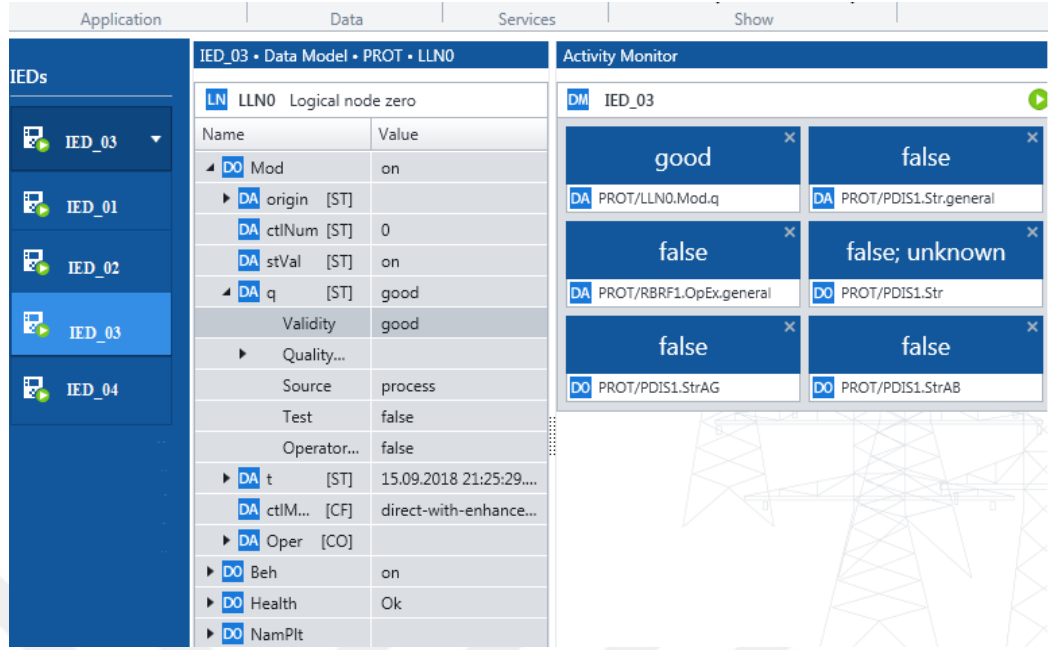 Application Data Services Show
IEDs
IED_03
IED_01
IED_02
IED_03
IED_04
IED_03 • Data Model • PROT • LLN0
LN LLN0 Logical node zero
Name Value
DO Mod on
DA origin [ST]
DA ctlNum [ST] 0
DA stVal [ST] on
DA q [ST] good
Validity good
Quality...
Source process
Test false
Operator... false
DA t [ST] 15.09.2018 21:25:29....
DA ctlM... [CF] direct-with-enhance...
DA Oper [CO]
DO Beh on
DO Health Ok
DO NamPlt
Activity Monitor
DM IED_03
good
DA PROT/LLN0.Mod.q
false
DA PROT/PDIS1.Str.general
false
DA PROT/RBRF1.OpEx.general
false; unknown
DO PROT/PDIS1.Str
false
DO PROT/PDIS1.StrAG
false
DO PROT/PDIS1.StrAB